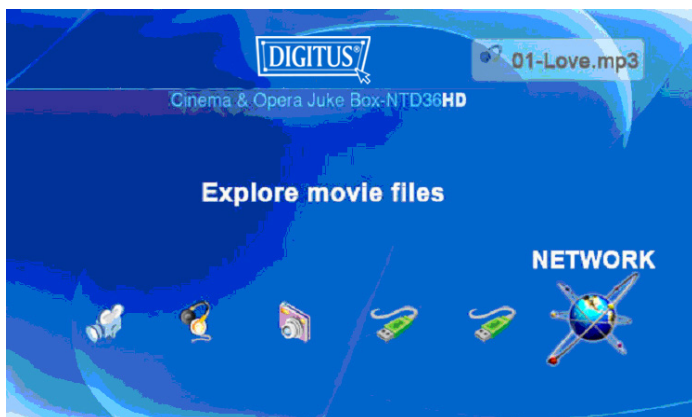 DIGITUS®
01-Love.mp3
Cinema & Opera Juke Box-NTD36HD
Explore movie files
NETWORK